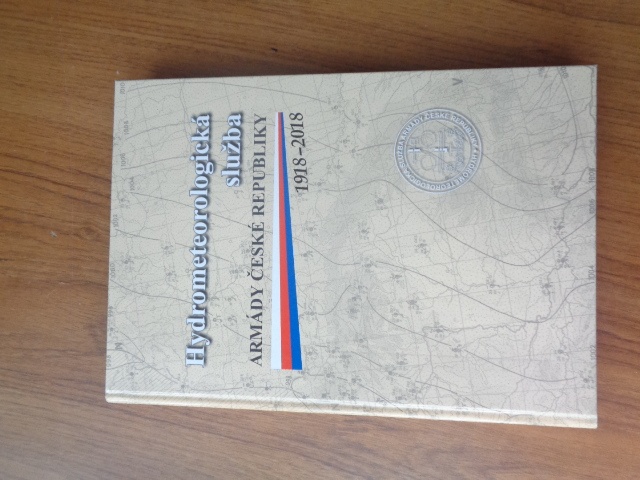 Hydrometeorologická
služba
ARMÁDY ČESKÉ REPUBLIKY
1918–2018